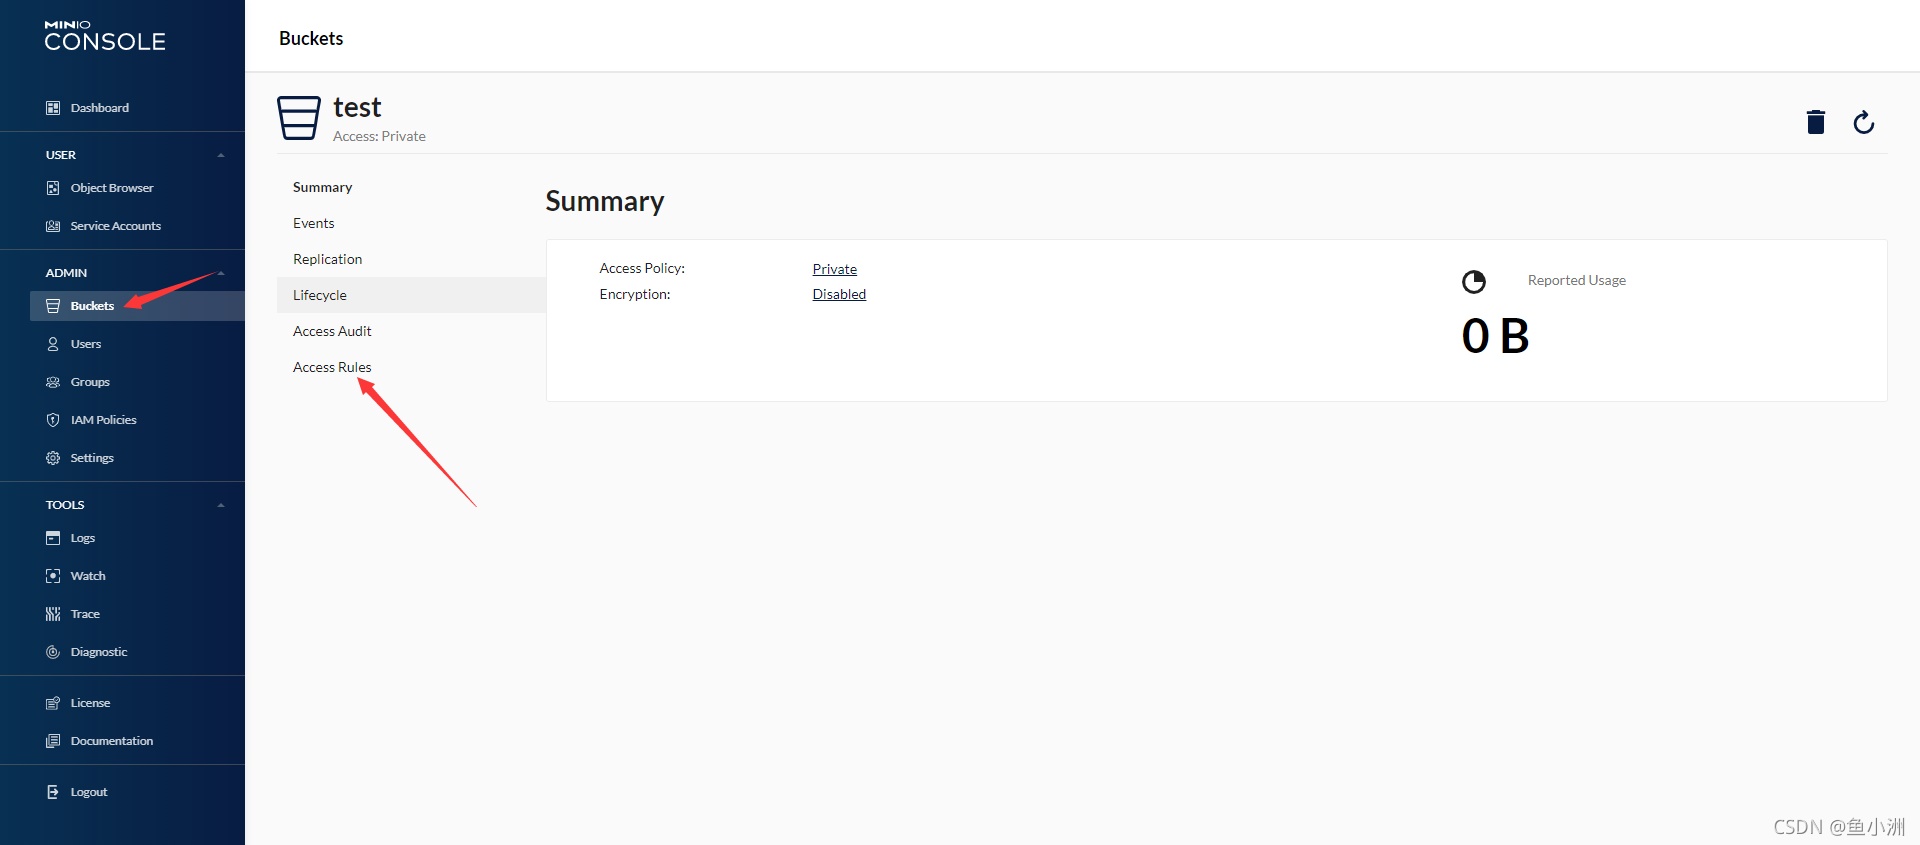 MINIO
CONSOLE
Dashboard
USER
Object Browser
Service Accounts
ADMIN
Buckets
Users
Groups
IAM Policies
Settings
TOOLS
Logs
Watch
Trace
Diagnostic
License
Documentation
Logout
Buckets
test
Access: Private
Summary
Events
Replication
Lifecycle
Access Audit
Access Rules
Summary
Access Policy: Private
Encryption: Disabled
Reported Usage
0 B
CSDN @鱼小洲